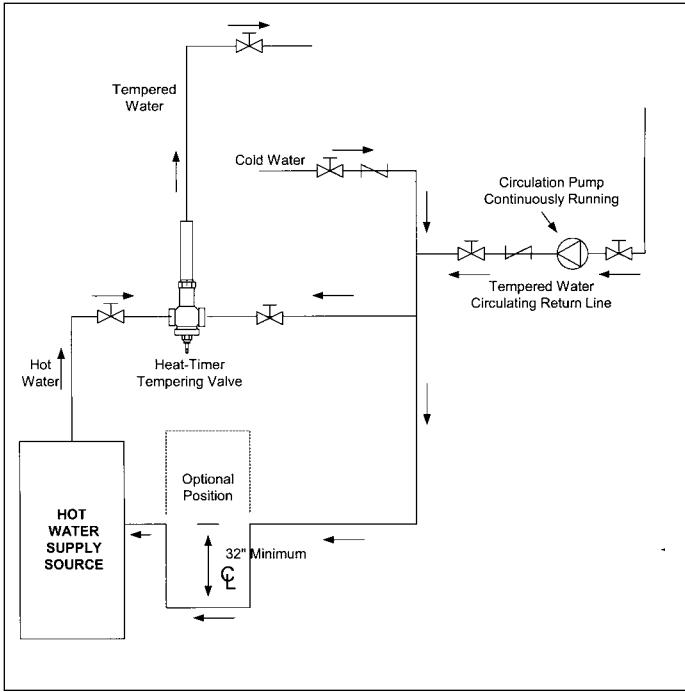 Tempered
Water
Cold Water
Circulation Pump
Continuously Running
Tempered Water
Circulating Return Line
Hot
Water
Heat-Timer
Tempering Valve
Optional
Position
HOT
WATER
SUPPLY
SOURCE
32" Minimum
℄